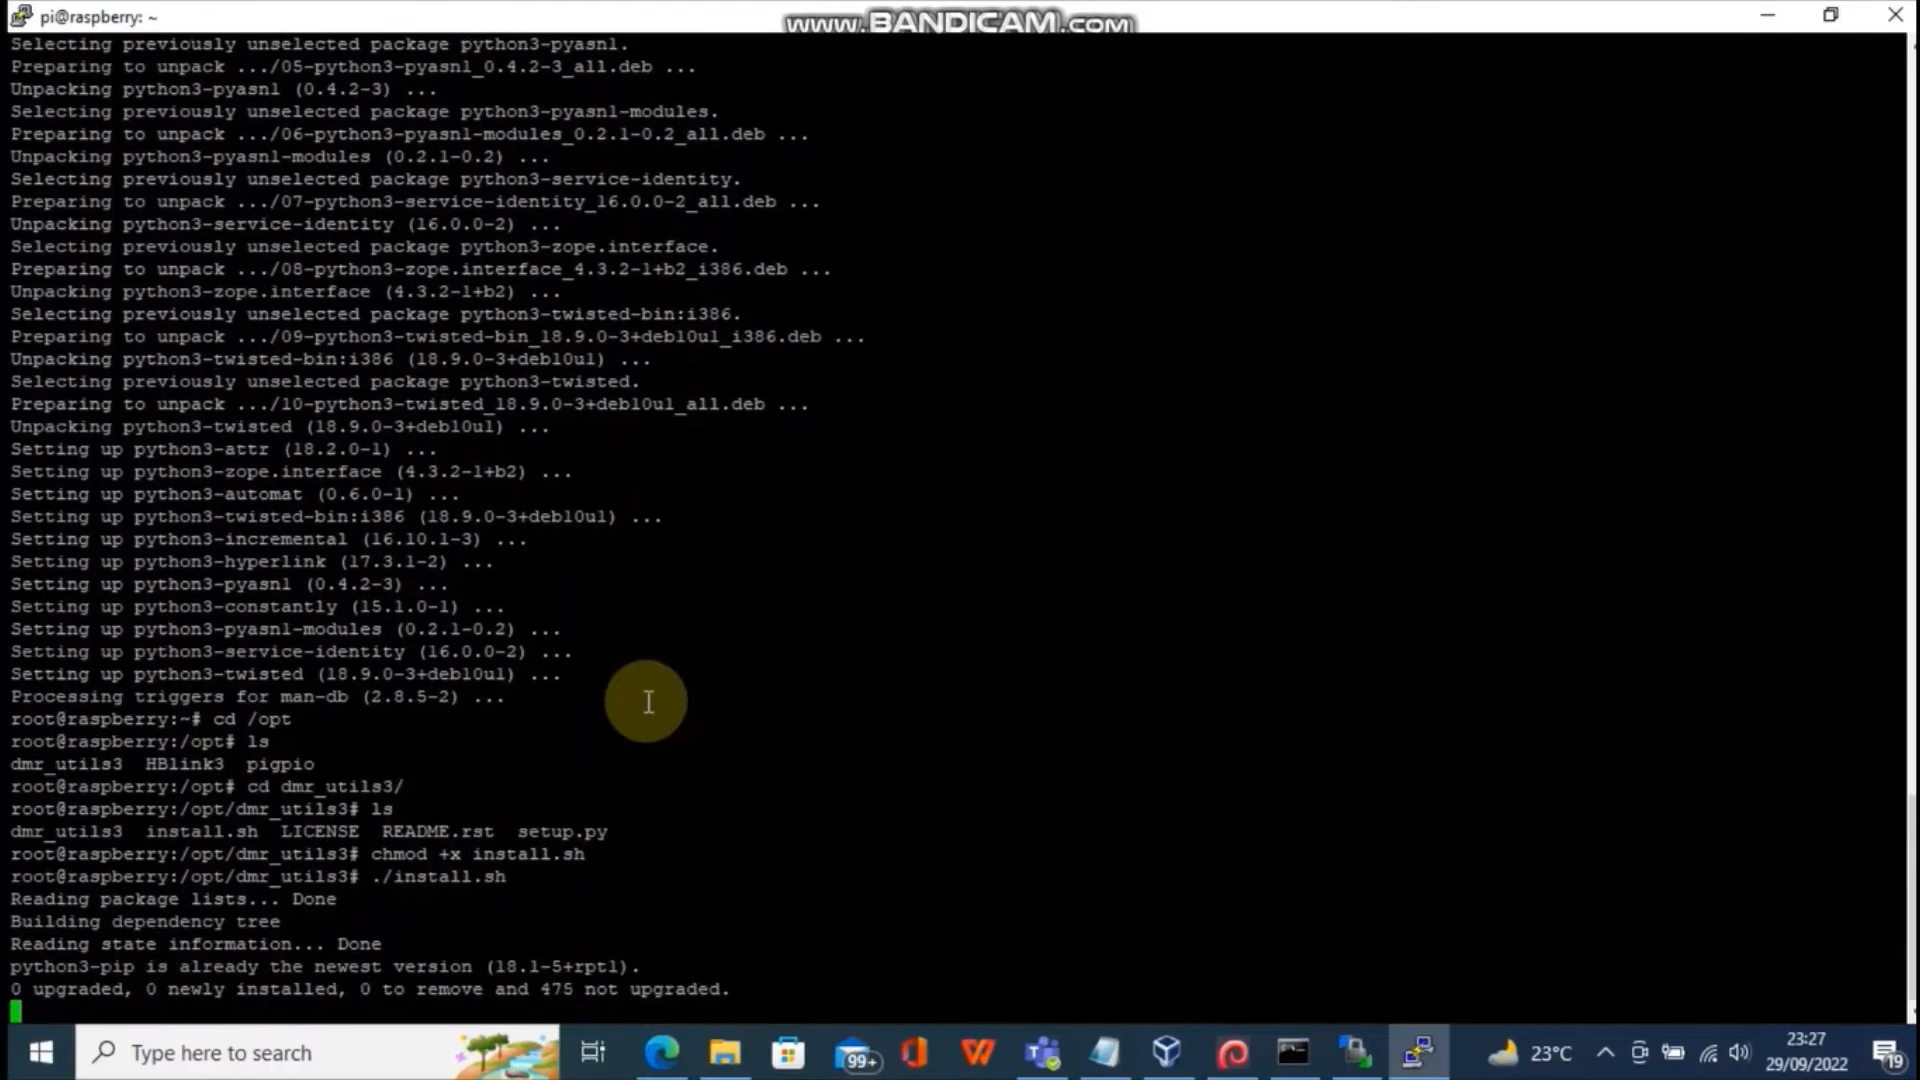 pi@raspberry: ~
www.BANDICAM.com
Selecting previously unselected package python3-pyasn1.
Preparing to unpack .../05-python3-pyasn1_0.4.2-3_all.deb ...
Unpacking python3-pyasn1 (0.4.2-3) ...
Selecting previously unselected package python3-pyasn1-modules.
Preparing to unpack .../06-python3-pyasn1-modules_0.2.1-0.2_all.deb ...
Unpacking python3-pyasn1-modules (0.2.1-0.2) ...
Selecting previously unselected package python3-service-identity.
Preparing to unpack .../07-python3-service-identity_16.0.0-2_all.deb ...
Unpacking python3-service-identity (16.0.0-2) ...
Selecting previously unselected package python3-zope.interface.
Preparing to unpack .../08-python3-zope.interface_4.3.2-1+b2_i386.deb ...
Unpacking python3-zope.interface (4.3.2-1+b2) ...
Selecting previously unselected package python3-twisted-bin:i386.
Preparing to unpack .../09-python3-twisted-bin_18.9.0-3+deb10u1_i386.deb ...
Unpacking python3-twisted-bin:i386 (18.9.0-3+deb10u1) ...
Selecting previously unselected package python3-twisted.
Preparing to unpack .../10-python3-twisted_18.9.0-3+deb10u1_all.deb ...
Unpacking python3-twisted (18.9.0-3+deb10u1) ...
Setting up python3-attr (18.2.0-1) ...
Setting up python3-zope.interface (4.3.2-1+b2) ...
Setting up python3-automat (0.6.0-1) ...
Setting up python3-twisted-bin:i386 (18.9.0-3+deb10u1) ...
Setting up python3-incremental (16.10.1-3) ...
Setting up python3-hyperlink (17.3.1-2) ...
Setting up python3-pyasn1 (0.4.2-3) ...
Setting up python3-constantly (15.1.0-1) ...
Setting up python3-pyasn1-modules (0.2.1-0.2) ...
Setting up python3-service-identity (16.0.0-2) ...
Setting up python3-twisted (18.9.0-3+deb10u1) ...
Processing triggers for man-db (2.8.5-2) ...
root@raspberry:~# cd /opt
root@raspberry:/opt# ls
dmr_utils3  HBlink3  pigpio
root@raspberry:/opt# cd dmr_utils3/
root@raspberry:/opt/dmr_utils3# ls
dmr_utils3  install.sh  LICENSE  README.rst  setup.py
root@raspberry:/opt/dmr_utils3# chmod +x install.sh
root@raspberry:/opt/dmr_utils3# ./install.sh
Reading package lists... Done
Building dependency tree
Reading state information... Done
python3-pip is already the newest version (18.1-5+rpt1).
0 upgraded, 0 newly installed, 0 to remove and 475 not upgraded.
Type here to search
99+
23°C
23:27
29/09/2022
19